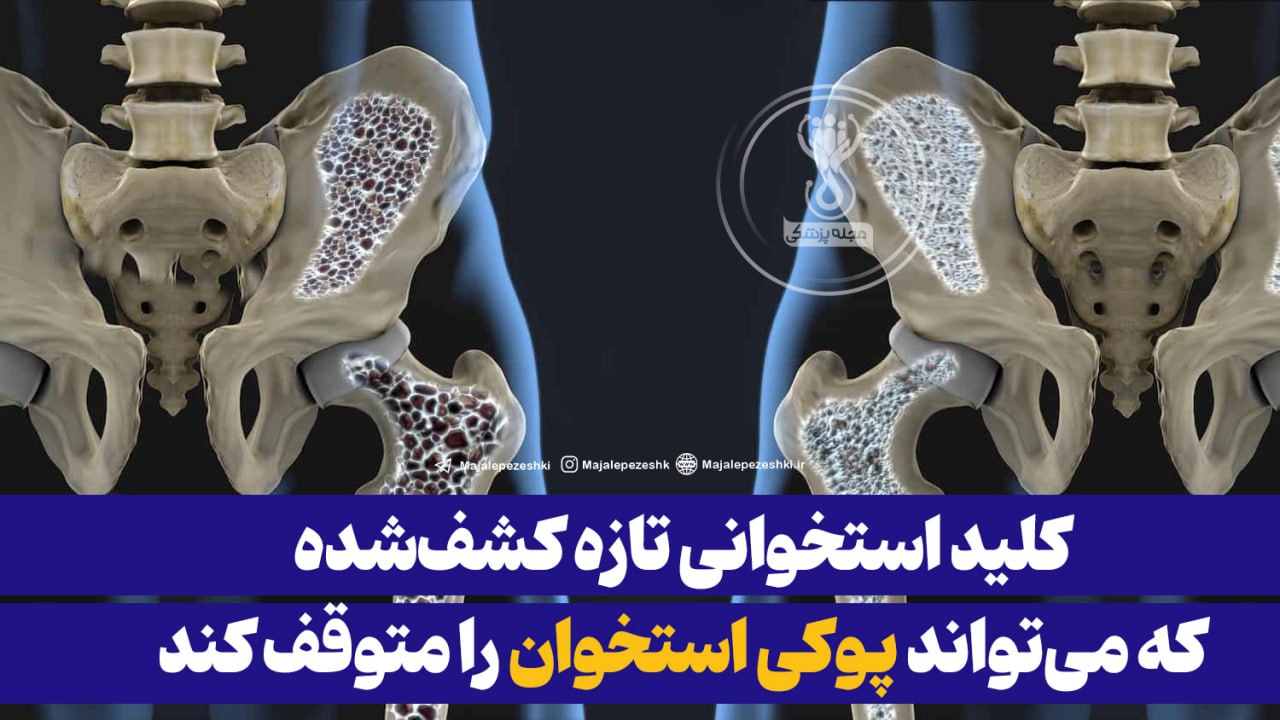 مجله پزشکی
Majalepezeshki Majalepezeshk Majalepezeshki.ir
کلید استخوانی تازه کشف‌شده
که می‌تواند پوکی استخوان را متوقف کند